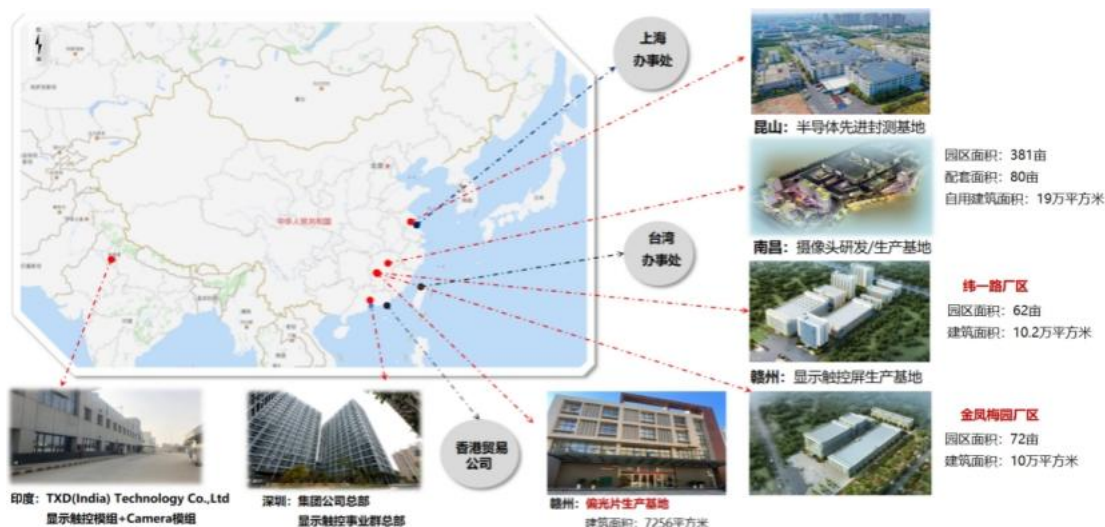 上海
办事处
昆山：半导体先进封测基地
园区面积：381亩
配套面积：80亩
自用建筑面积：19万平方米
南昌：摄像头研发/生产基地
台湾
办事处
纬一路厂区
园区面积：62亩
建筑面积：10.2万平方米
赣州：显示触控屏生产基地
金凤梅园厂区
园区面积：72亩
建筑面积：10万平方米
香港贸易
公司
印度：TXD(India) Technology Co.,Ltd
显示触控模组+Camera模组
深圳：集团公司总部
显示触控事业群总部
赣州：偏光片生产基地
建筑面积：7256平方米
中华人民共和国
北京